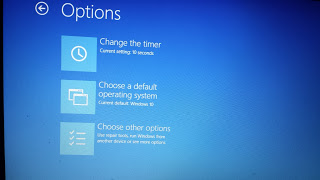 Options
Change the timer
Current setting: 10 seconds
Choose a default
operating system
Current default: Windows 10
Choose other options
Use repair tools, run Windows from
another device or see more options